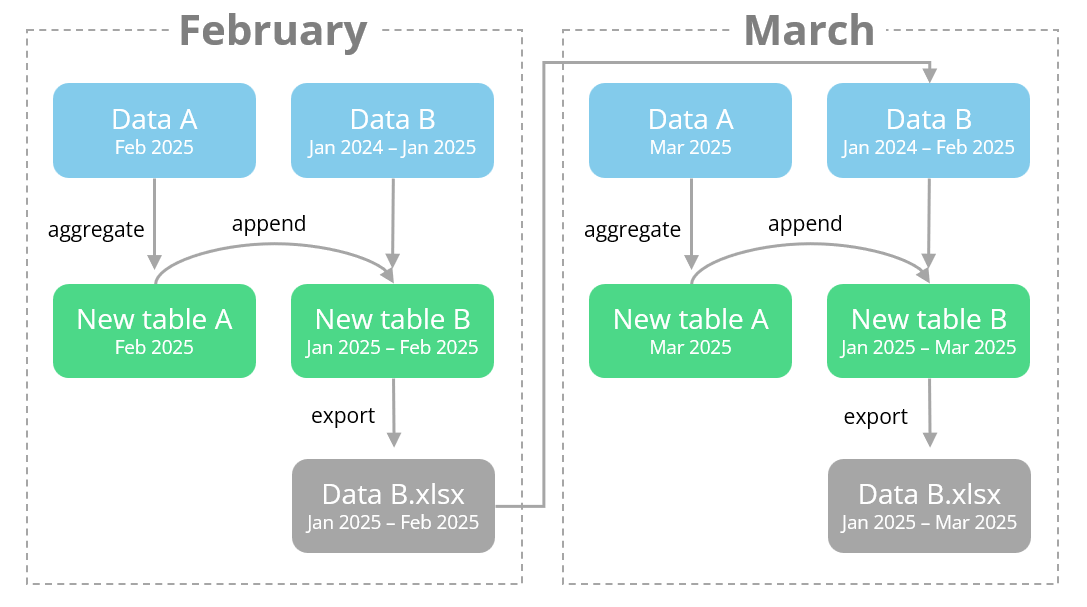 February
March
Data A
Feb 2025
Data B
Jan 2024 – Jan 2025
Data A
Mar 2025
Data B
Jan 2024 – Feb 2025
aggregate
append
aggregate
append
New table A
Feb 2025
New table B
Jan 2025 – Feb 2025
New table A
Mar 2025
New table B
Jan 2025 – Mar 2025
export
export
Data B.xlsx
Jan 2025 – Feb 2025
Data B.xlsx
Jan 2025 – Mar 2025